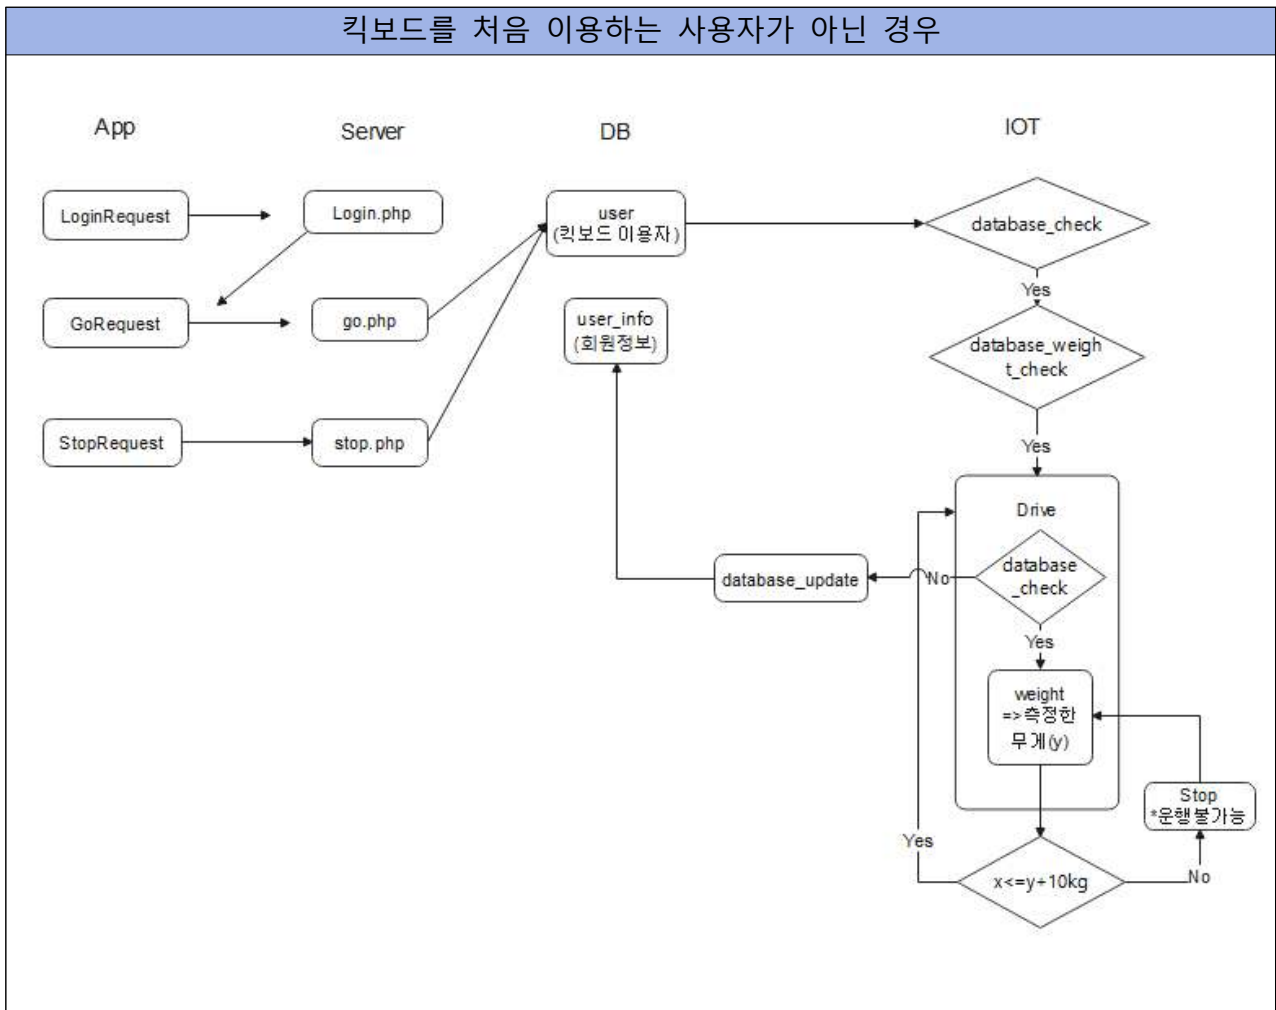 킥보드를 처음 이용하는 사용자가 아닌 경우
App
Server
DB
IOT
LoginRequest
Login.php
user
(킥보드 이용자)
database_check
Yes
GoRequest
go.php
user_info
(회원정보)
database_weigh
t_check
Yes
StopRequest
stop.php
Drive
database
_check
No
database_update
Yes
weight
=>측정한
무게(y)
Stop
*운행불가능
Yes
x<=y+10kg
No